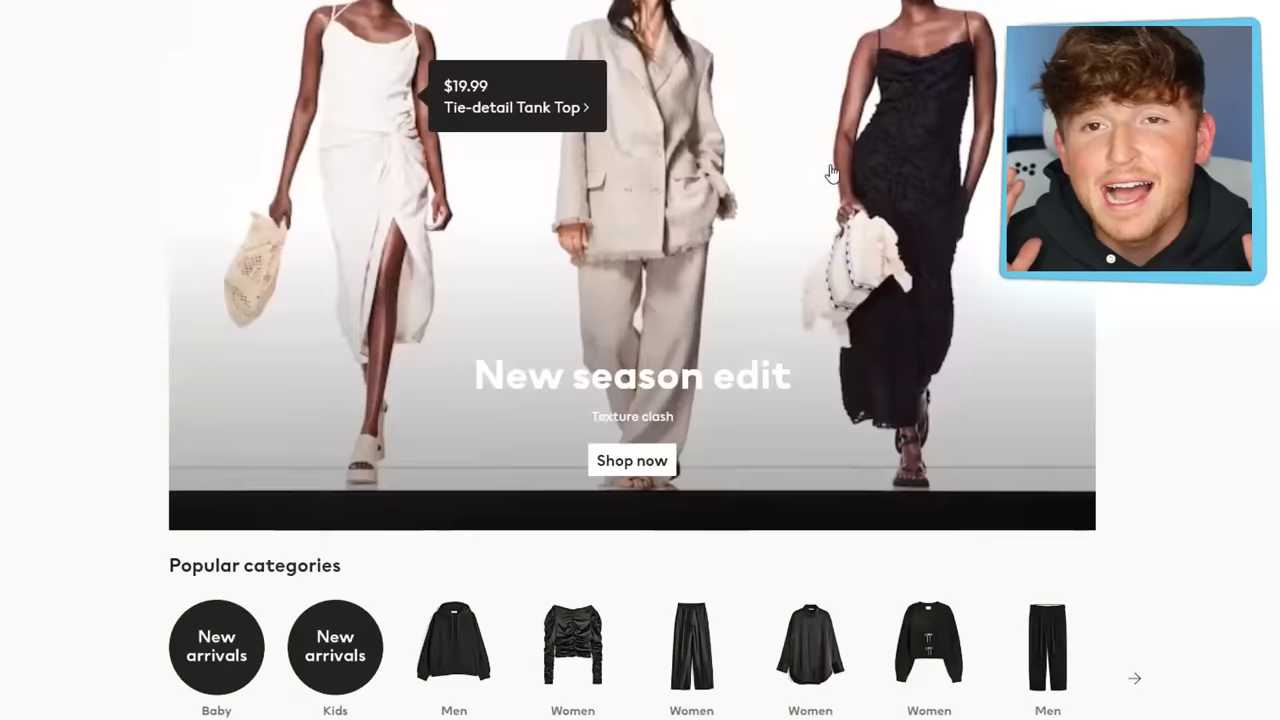 $19.99
Tie-detail Tank Top >
New season edit
Texture clash
Shop now
Popular categories
New
arrivals
New
arrivals
Baby
Kids
Men
Women
Women
Women
Women
Men